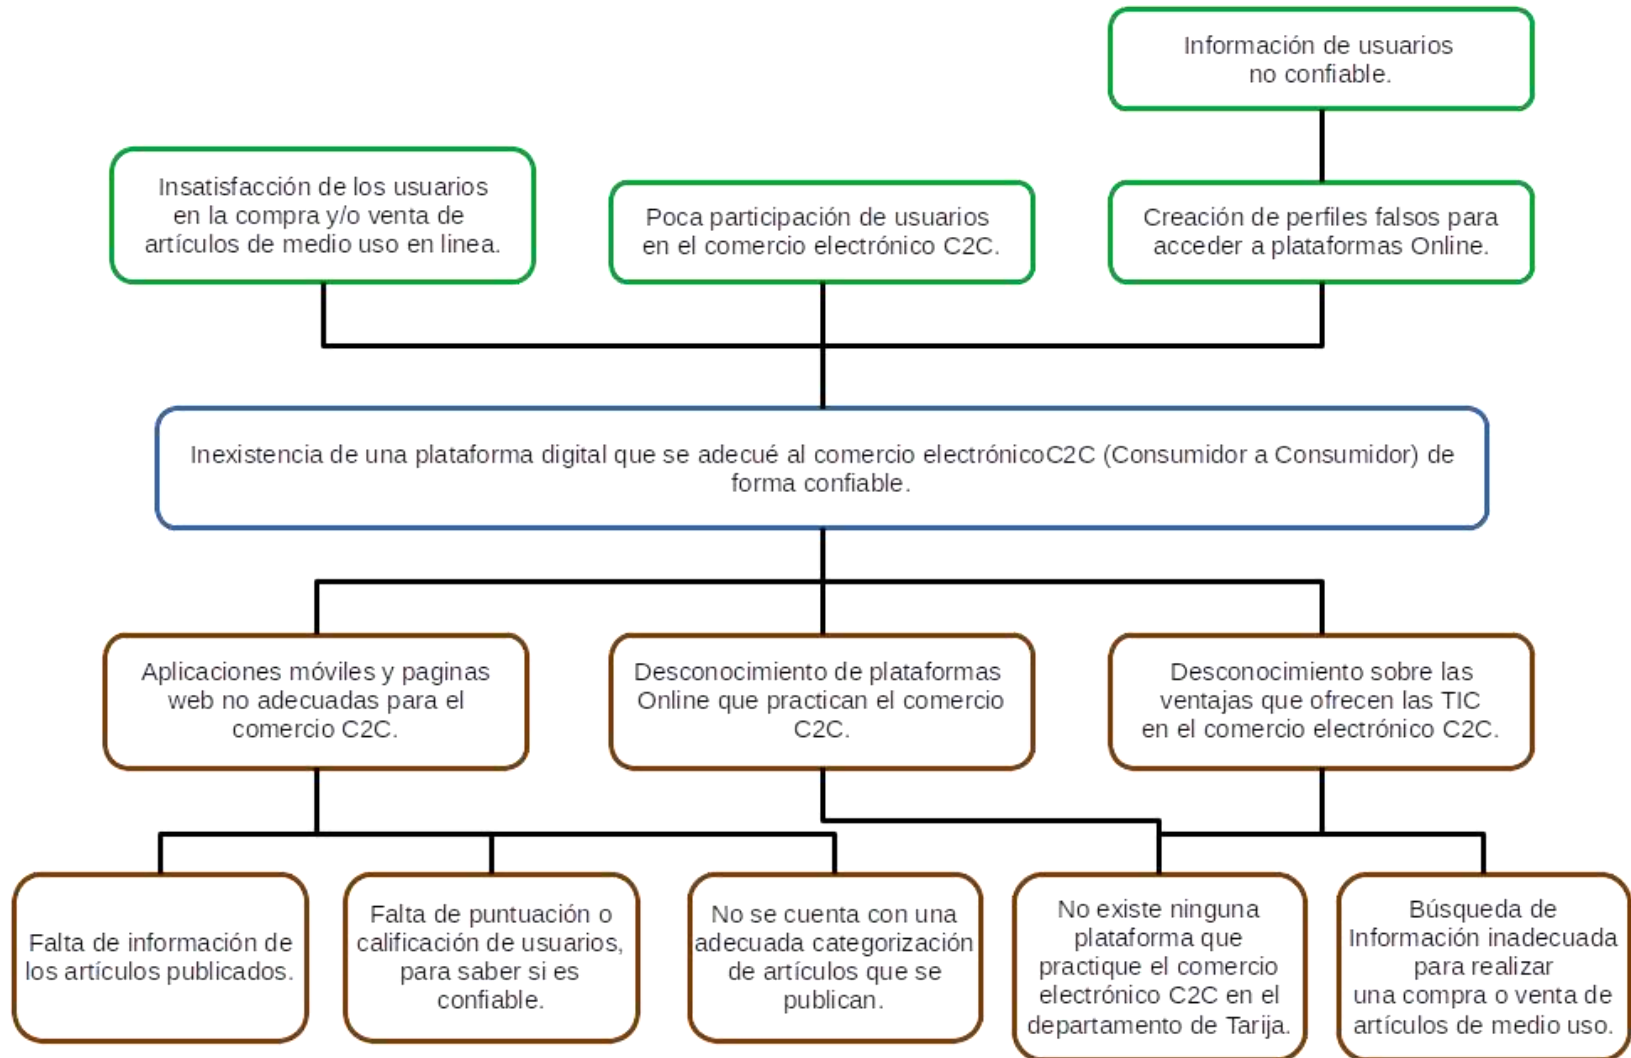 Información de usuarios
no confiable.
Insatisfacción de los usuarios
en la compra y/o venta de
artículos de medio uso en linea.
Poca participación de usuarios
en el comercio electrónico C2C.
Creación de perfiles falsos para
acceder a plataformas Online.
Inexistencia de una plataforma digital que se adecué al comercio electrónicoC2C (Consumidor a Consumidor) de
forma confiable.
Aplicaciones móviles y paginas
web no adecuadas para el
comercio C2C.
Desconocimiento de plataformas
Online que practican el comercio
C2C.
Desconocimiento sobre las
ventajas que ofrecen las TIC
en el comercio electrónico C2C.
Falta de información de
los artículos publicados.
Falta de puntuación o
calificación de usuarios,
para saber si es
confiable.
No se cuenta con una
adecuada categorización
de artículos que se
publican.
No existe ninguna
plataforma que
practique el comercio
electrónico C2C en el
departamento de Tarija.
Búsqueda de
Información inadecuada
para realizar
una compra o venta de
artículos de medio uso.